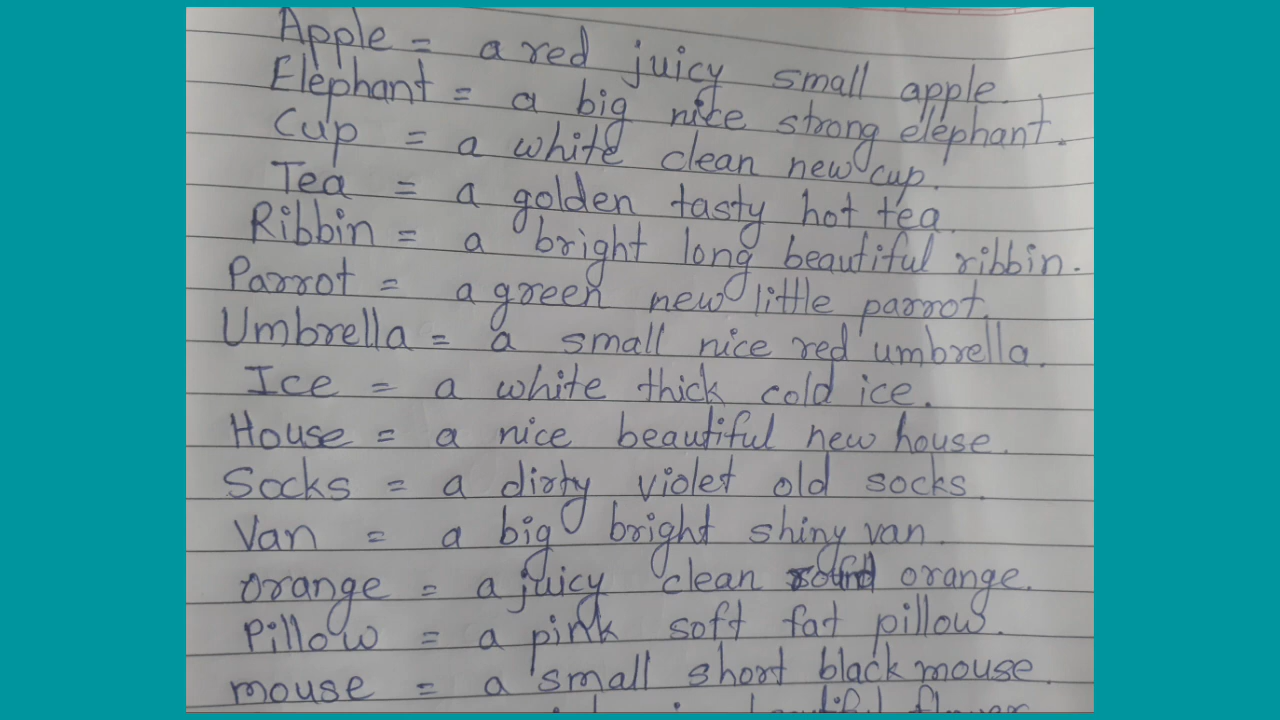 Apple = a red juicy small apple.
Elephant = a big nice strong elephant.
Cup = a white clean new cup.
Tea = a golden tasty hot tea.
Ribbin = a bright long beautiful ribbin.
Parrot = a green new little parrot.
Umbrella = a small nice red umbrella.
Ice = a white thick cold ice.
House = a nice beautiful new house.
Socks = a dirty violet old socks.
Van = a big bright shiny van.
orange = a juicy clean orange.
Pillow = a pink soft fat pillow.
mouse = a small short black mouse.